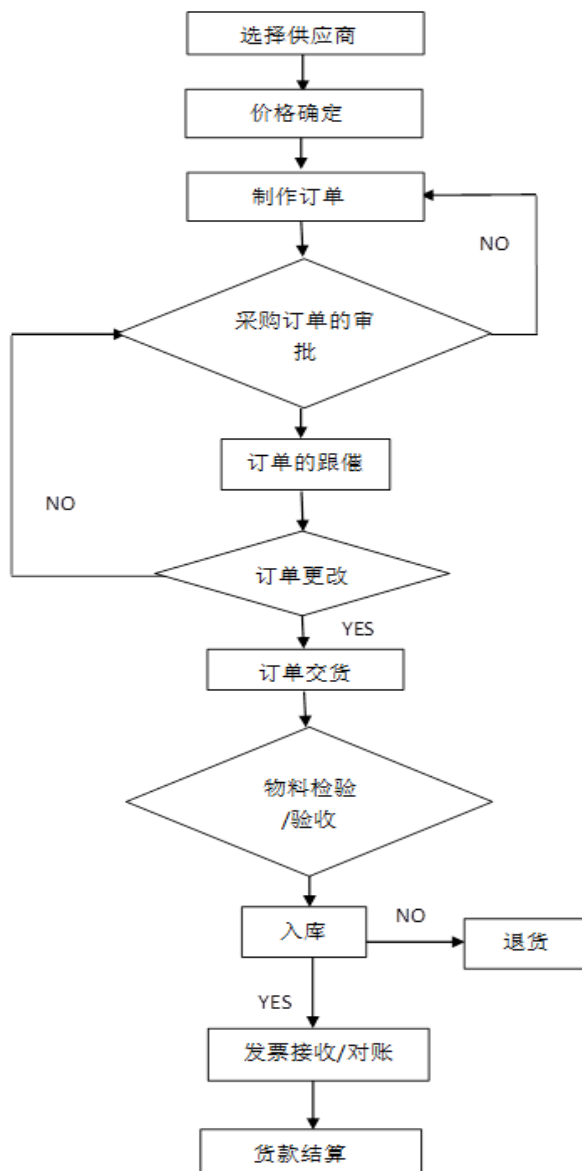 选择供应商
价格确定
制作订单
NO
采购订单的审
批
订单的跟催
NO
订单更改
YES
订单交货
物料检验
/验收
入库
NO
退货
YES
发票接收/对账
货款结算